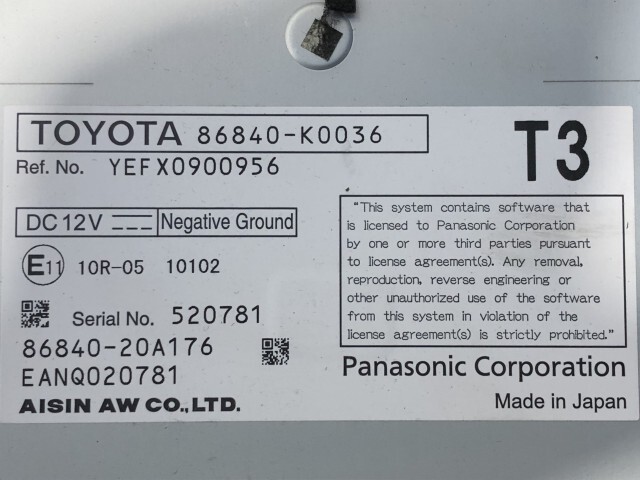 TOYOTA 86840-K0036
T3
Ref. No. YEFX0900956
DC 12V Negative Ground
E11 10R-05 10102
Serial No. 520781
86840-20A176
EANQ020781
AISIN AW CO., LTD.
"This system contains software that
is licensed to Panasonic Corporation
by one or more third parties pursuant
to license agreement(s). Any removal,
reproduction, reverse engineering or
other unauthorized use of the software
from this system in violation of the
license agreement(s) is strictly prohibited."
Panasonic Corporation
Made in Japan